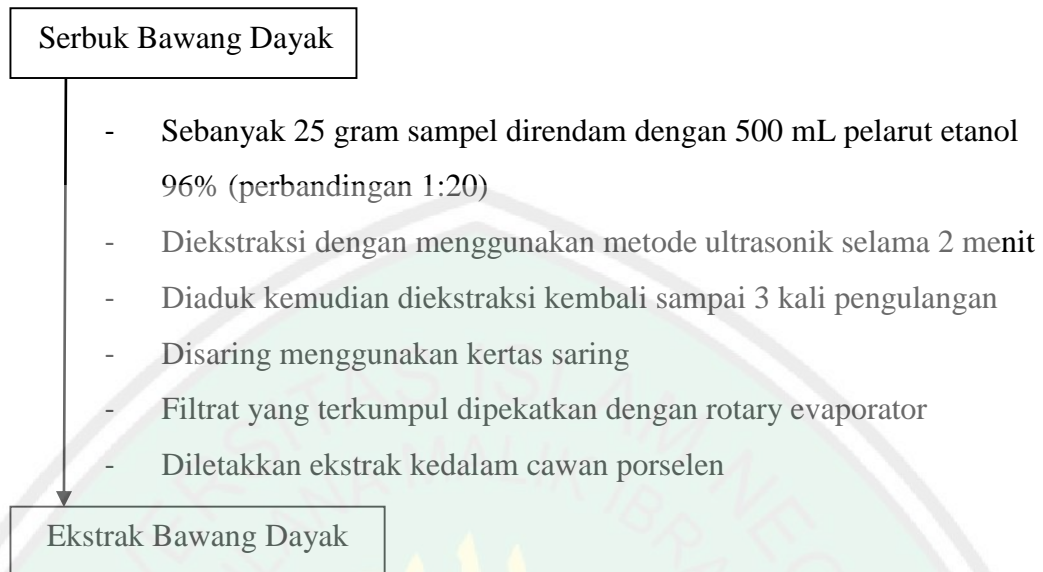 Serbuk Bawang Dayak
- Sebanyak 25 gram sampel direndam dengan 500 mL pelarut etanol
96% (perbandingan 1:20)
- Diekstraksi dengan menggunakan metode ultrasonik selama 2 menit
- Diaduk kemudian diekstraksi kembali sampai 3 kali pengulangan
- Disaring menggunakan kertas saring
- Filtrat yang terkumpul dipekatkan dengan rotary evaporator
- Diletakkan ekstrak kedalam cawan porselen
Ekstrak Bawang Dayak